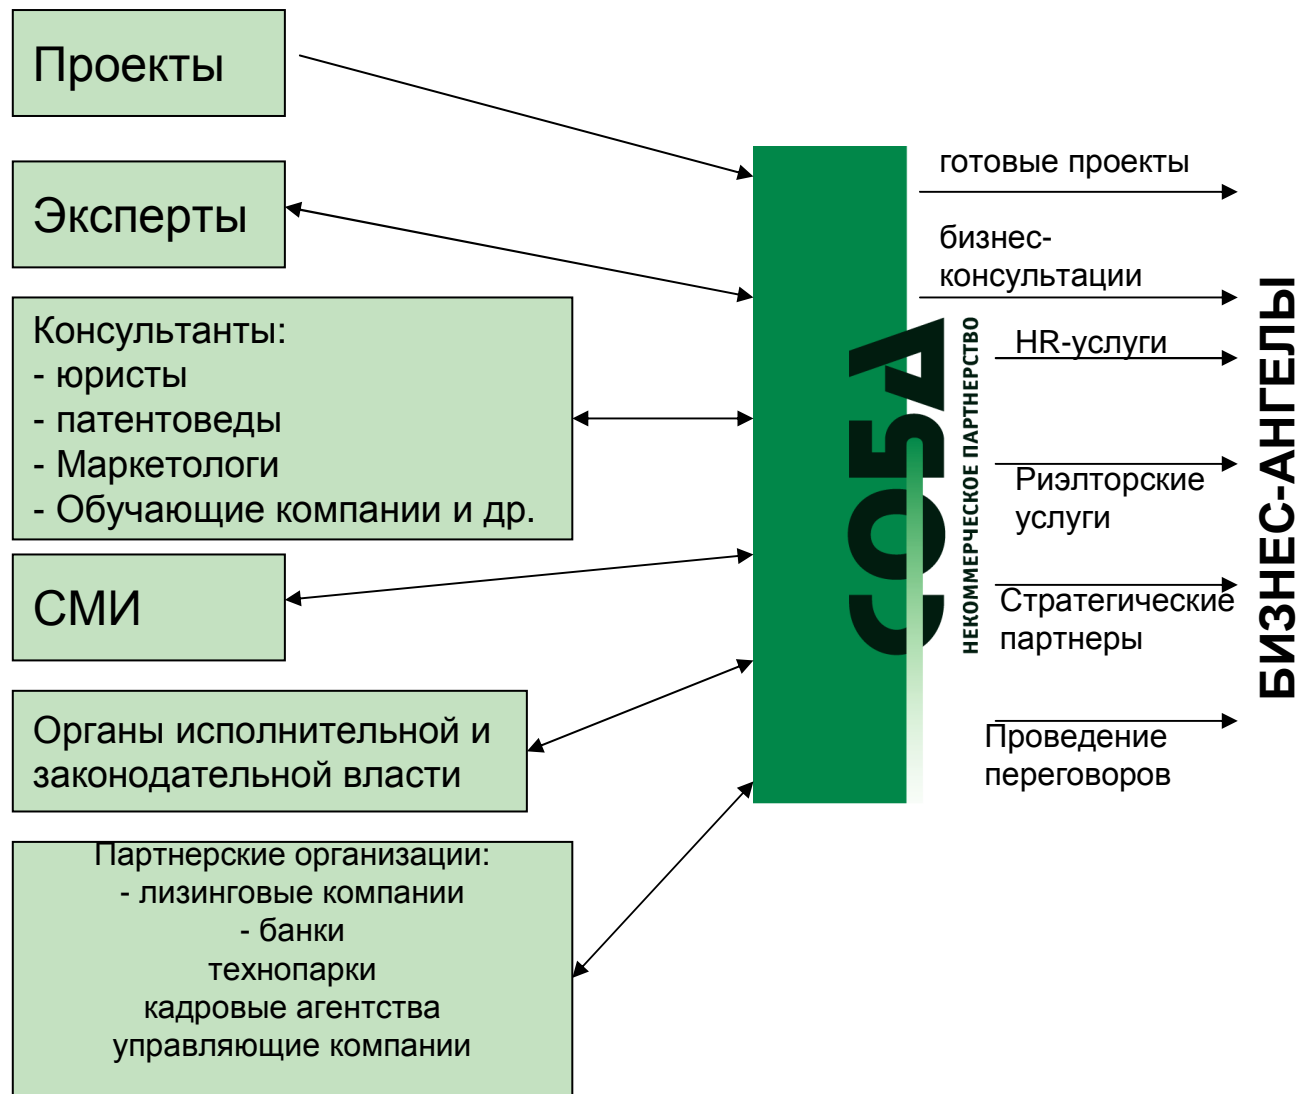 Проекты
Эксперты
Консультанты:
- юристы
- патентоведы
- Маркетологи
- Обучающие компании и др.
СМИ
Органы исполнительной и
законодательной власти
Партнерские организации:
- лизинговые компании
- банки
технопарки
кадровые агентства
управляющие компании
СОБА
НЕКОММЕРЧЕСКОЕ ПАРТНЕРСТВО
готовые проекты
бизнес-
консультации
HR-услуги
Риэлторские
услуги
Стратегические
партнеры
Проведение
переговоров
БИЗНЕС-АНГЕЛЫ